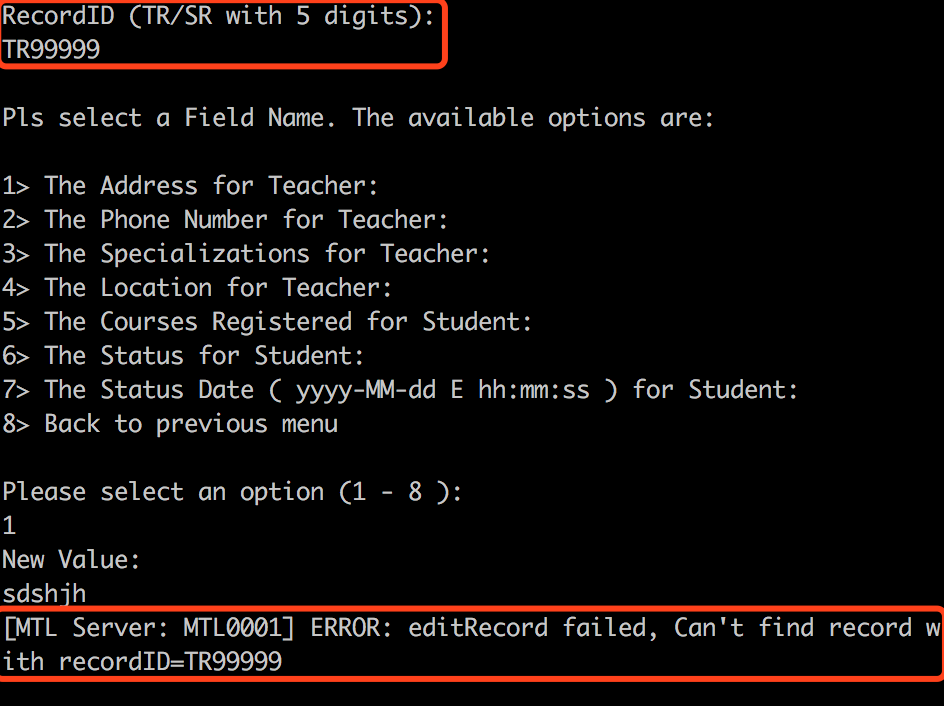 RecordID (TR/SR with 5 digits):
TR99999
Pls select a Field Name. The available options are:
1> The Address for Teacher:
2> The Phone Number for Teacher:
3> The Specializations for Teacher:
4> The Location for Teacher:
5> The Courses Registered for Student:
6> The Status for Student:
7> The Status Date ( yyyy-MM-dd E hh:mm:ss ) for Student:
8> Back to previous menu
Please select an option (1 - 8 ):
1
New Value:
sdshjh
[MTL Server: MTL0001] ERROR: editRecord failed, Can't find record w
ith recordID=TR99999